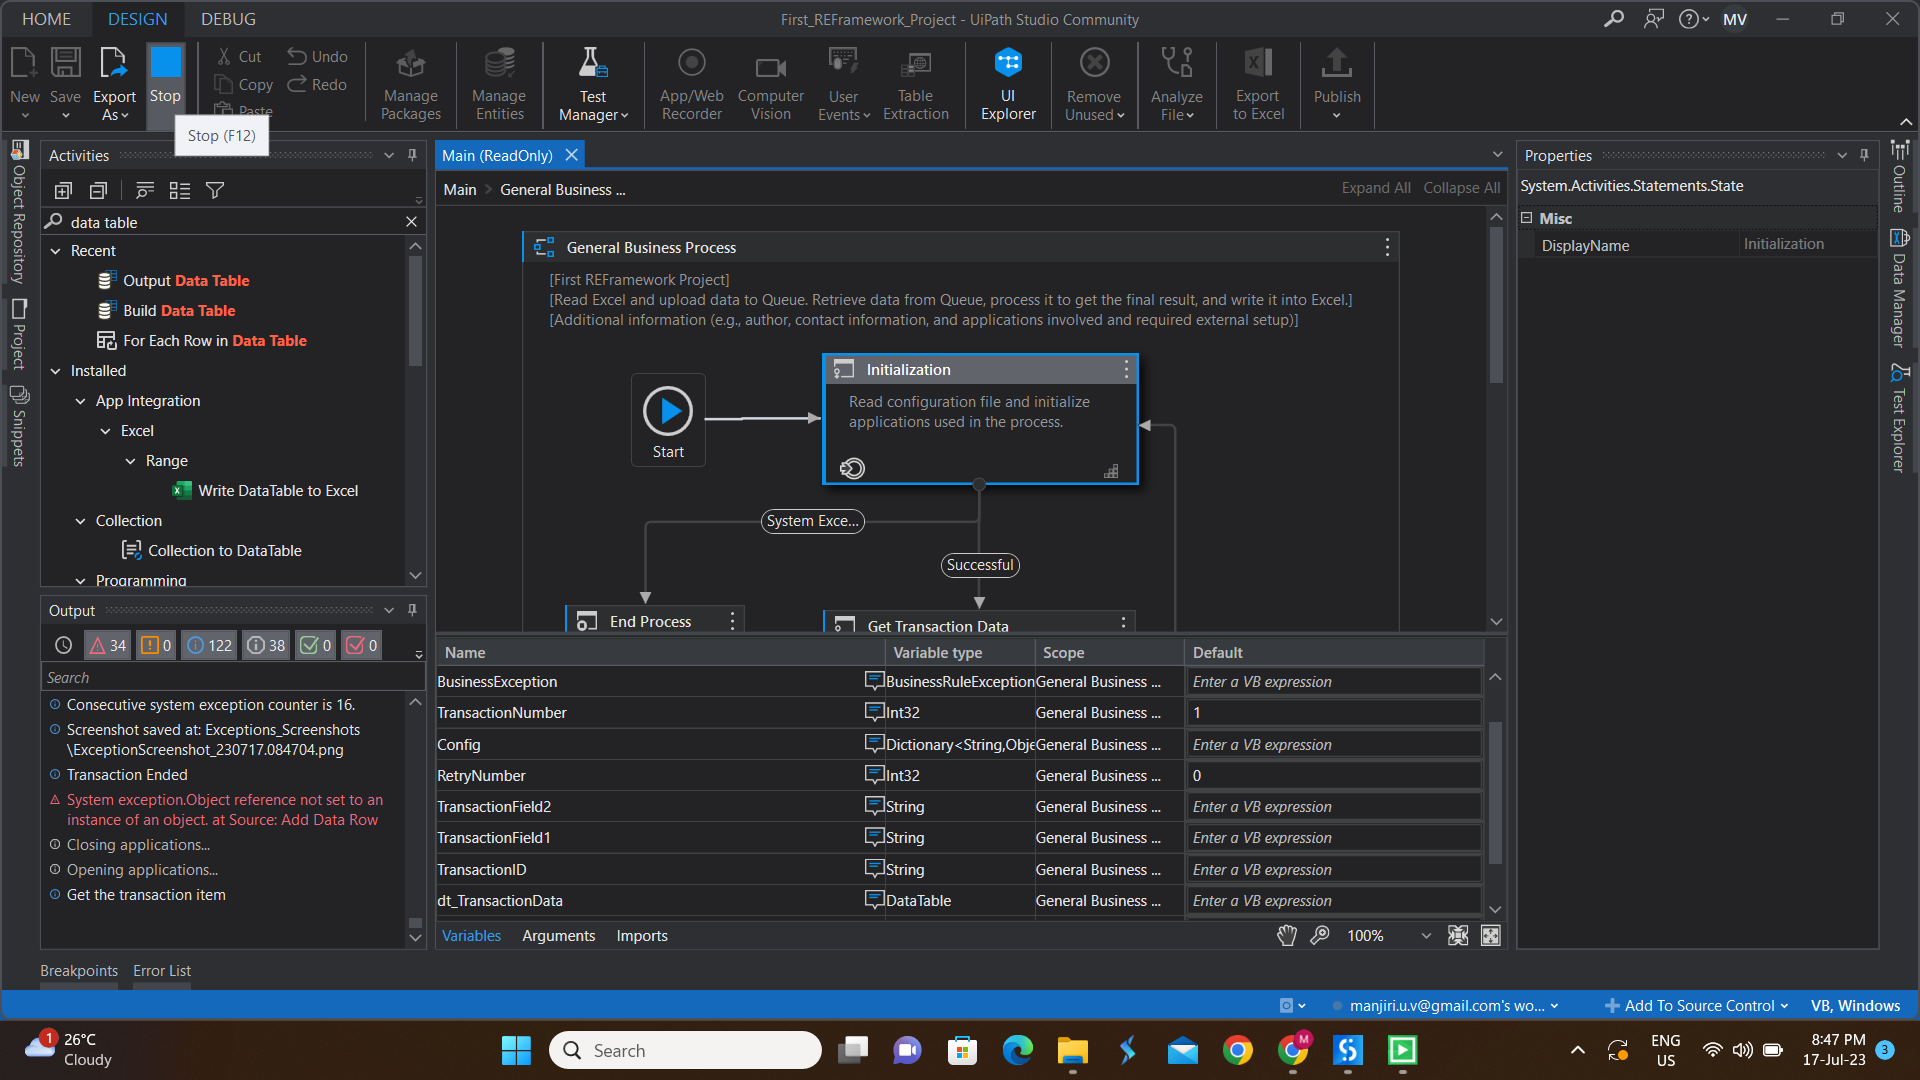 HOME DESIGN DEBUG
First_REFramework_Project - UiPath Studio Community
MV
New
Save
Export As
Stop
Cut
Copy
Paste
Undo
Redo
Manage Packages
Manage Entities
Test Manager
App/Web Recorder
Computer Vision
User Events
Table Extraction
UI Explorer
Remove Unused
Analyze File
Export to Excel
Publish
Stop (F12)
Object Repository
Project
Snippets
Activities
data table
Recent
Output Data Table
Build Data Table
For Each Row in Data Table
Installed
App Integration
Excel
Range
Write DataTable to Excel
Collection
Collection to DataTable
Programming
Output
34 0 122 38 0 0
Search
Consecutive system exception counter is 16.
Screenshot saved at: Exceptions_Screenshots
\ExceptionScreenshot_230717.084704.png
Transaction Ended
System exception.Object reference not set to an
instance of an object. at Source: Add Data Row
Closing applications...
Opening applications...
Get the transaction item
Breakpoints Error List
Main (ReadOnly)
Main General Business ...
Expand All Collapse All
General Business Process
[First REFramework Project]
[Read Excel and upload data to Queue. Retrieve data from Queue, process it to get the final result, and write it into Excel.]
[Additional information (e.g., author, contact information, and applications involved and required external setup)]
Start
Initialization
Read configuration file and initialize
applications used in the process.
System Exce...
Successful
End Process
Get Transaction Data
Name Variable type Scope Default
BusinessException BusinessRuleException General Business ... Enter a VB expression
TransactionNumber Int32 General Business ... 1
Config Dictionary<String,Obje General Business ... Enter a VB expression
RetryNumber Int32 General Business ... 0
TransactionField2 String General Business ... Enter a VB expression
TransactionField1 String General Business ... Enter a VB expression
TransactionID String General Business ... Enter a VB expression
dt_TransactionData DataTable General Business ... Enter a VB expression
Variables Arguments Imports
100%
Properties
System.Activities.Statements.State
Misc
DisplayName Initialization
Outline
Data Manager
Test Explorer
manjiri.u.v@gmail.com's wo...
Add To Source Control
VB, Windows
1
26°C
Cloudy
Search
M
ENG
US
8:47 PM
17-Jul-23
3